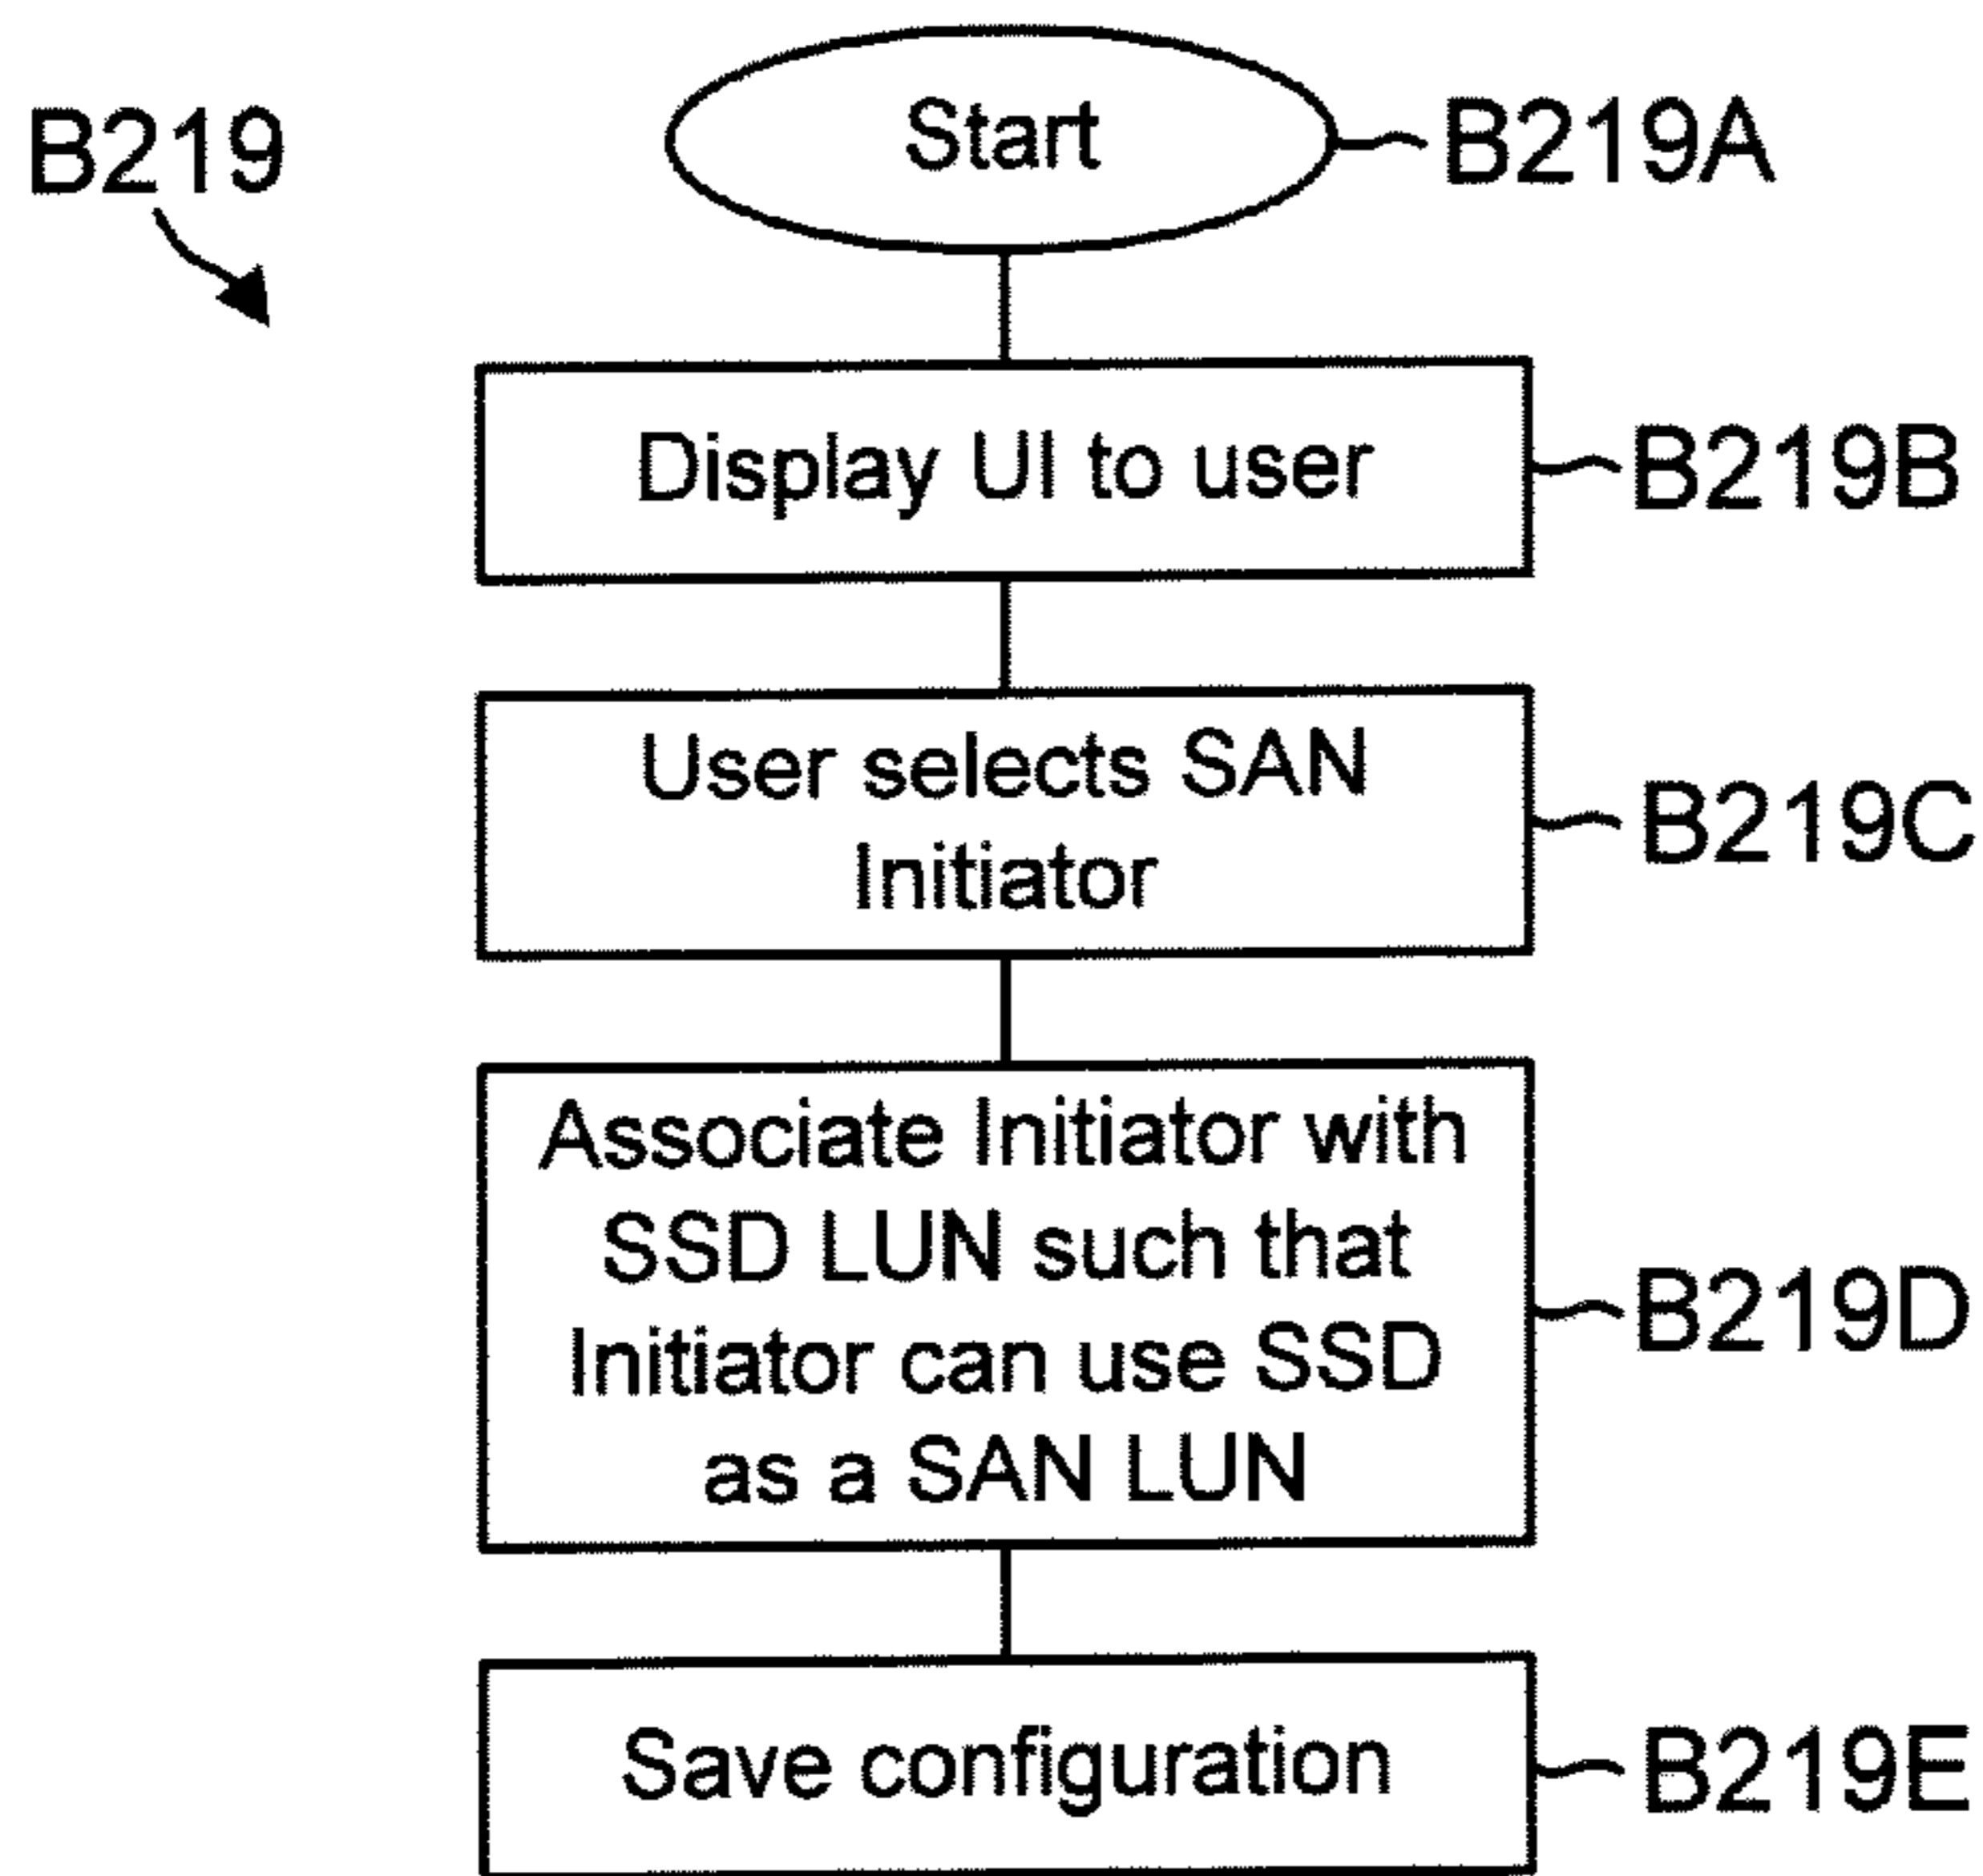 B219
Start
B219A
Display UI to user
B219B
User selects SAN
Initiator
B219C
Associate Initiator with
SSD LUN such that
Initiator can use SSD
as a SAN LUN
B219D
Save configuration
B219E